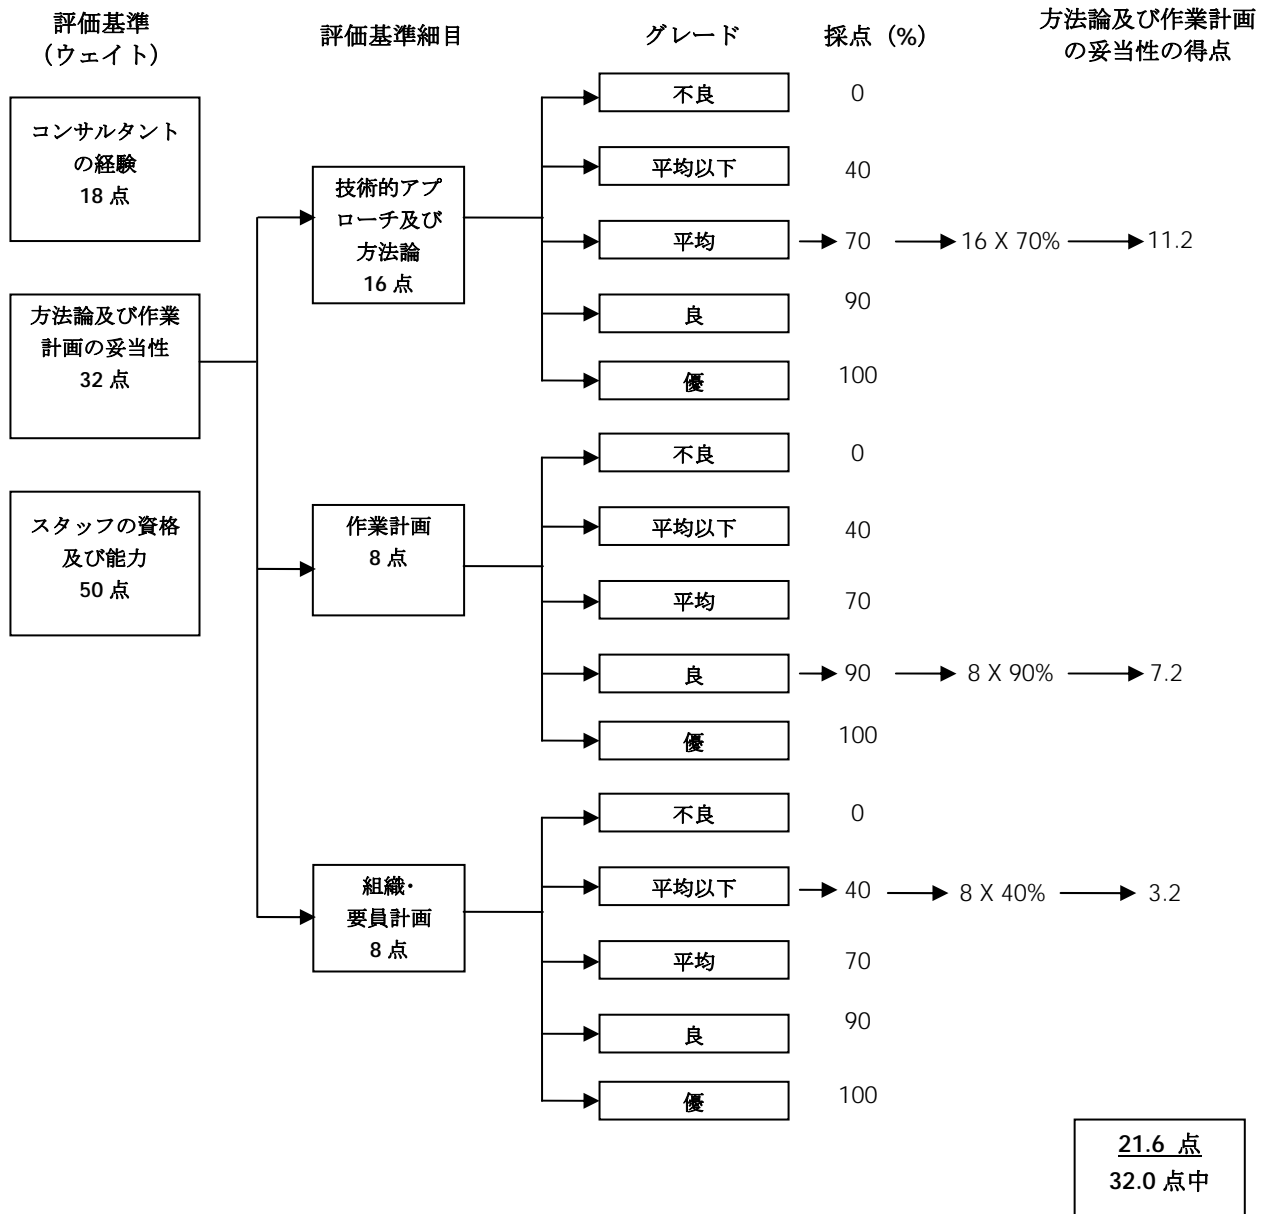 評価基準
（ウェイト）
評価基準細目
グレード
採点（%）
方法論及び作業計画
の妥当性の得点
コンサルタント
の経験
18 点
方法論及び作業
計画の妥当性
32 点
スタッフの資格
及び能力
50 点
技術的アプ
ローチ及び
方法論
16 点
不良
0
平均以下
40
平均
70
16 X 70%
11.2
良
90
優
100
作業計画
8 点
不良
0
平均以下
40
平均
70
良
90
8 X 90%
7.2
優
100
組織・
要員計画
8 点
不良
0
平均以下
40
8 X 40%
3.2
平均
70
良
90
優
100
21.6 点
32.0 点中